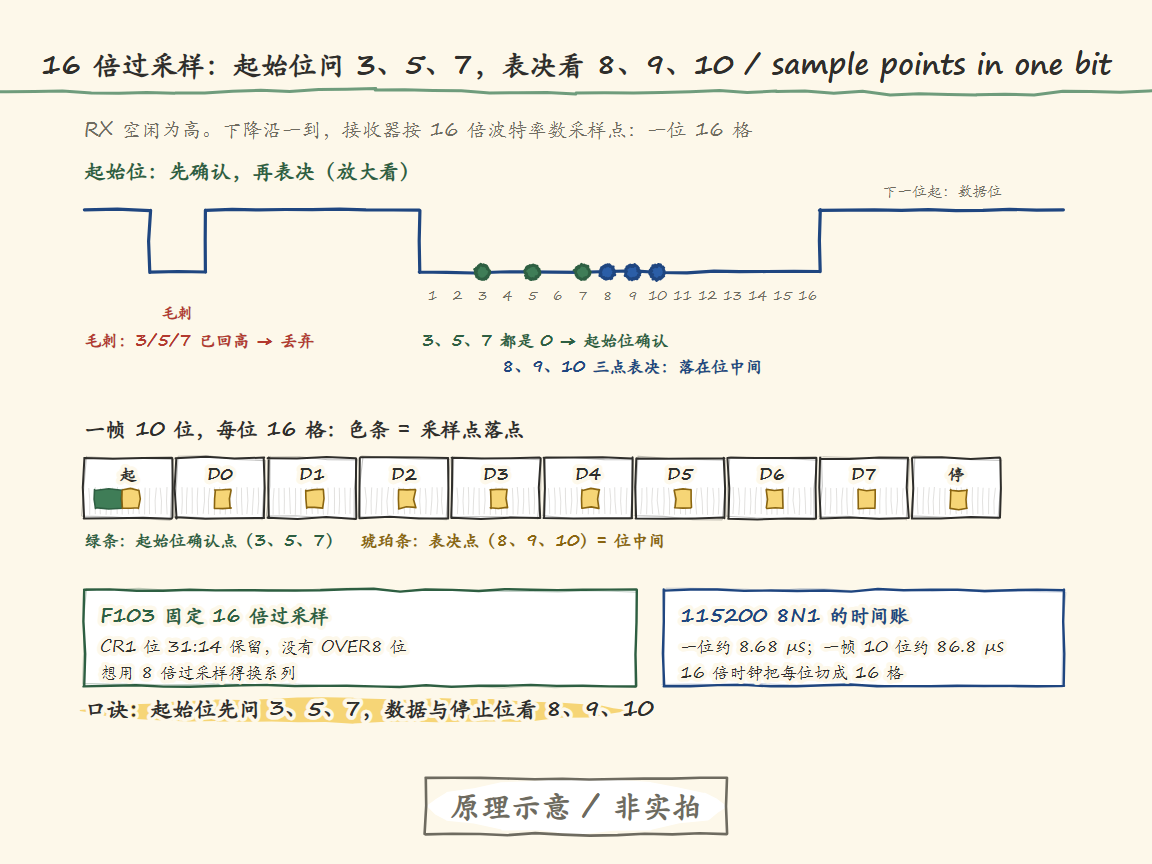 16 倍过采样：起始位问 3、5、7，表决看 8、9、10 / sample points in one bit
RX 空闲为高。下降沿一到，接收器按 16 倍波特率数采样点：一位 16 格
起始位：先确认，再表决（放大看）
下一位起：数据位
1 2 3 4 5 6 7 8 9 10 11 12 13 14 15 16
毛刺
毛刺：3/5/7 已回高 → 丢弃
3、5、7 都是 0 → 起始位确认
8、9、10 三点表决：落在位中间
一帧 10 位，每位 16 格：色条 = 采样点落点
起 D0 D1 D2 D3 D4 D5 D6 D7 停
绿条：起始位确认点（3、5、7）
琥珀条：表决点（8、9、10）= 位中间
F103 固定 16 倍过采样
CR1 位 31:14 保留，没有 OVER8 位
想用 8 倍过采样得换系列
115200 8N1 的时间账
一位约 8.68 μs；一帧 10 位约 86.8 μs
16 倍时钟把每位切成 16 格
口诀：起始位先问 3、5、7，数据与停止位看 8、9、10
原理示意 / 非实拍